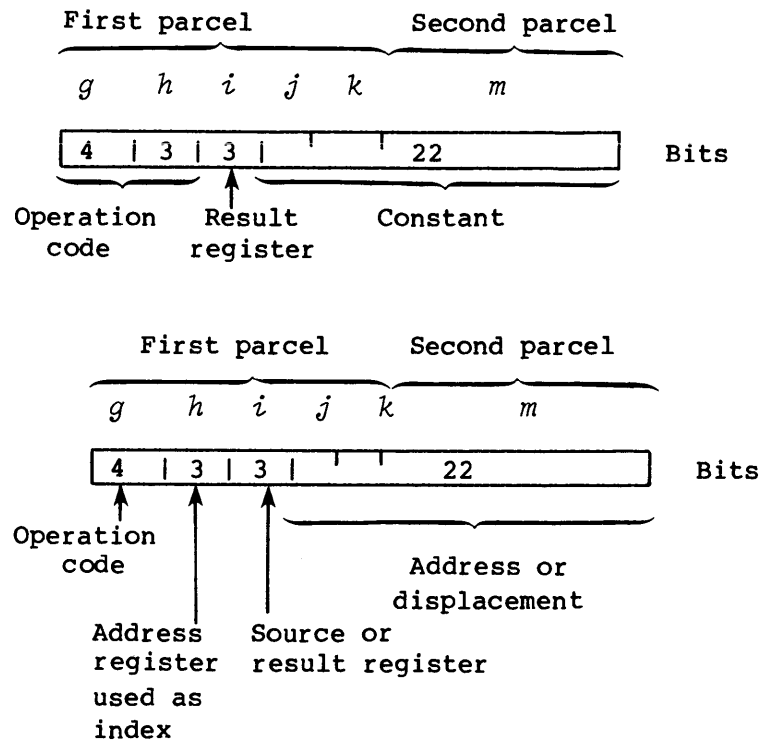 First parcel Second parcel
g h i j k m
4 3 3 22 Bits
Operation Result Constant
code register
First parcel Second parcel
g h i j k m
4 3 3 22 Bits
Operation
code
Address or
displacement
Address Source or
register result register
used as
index